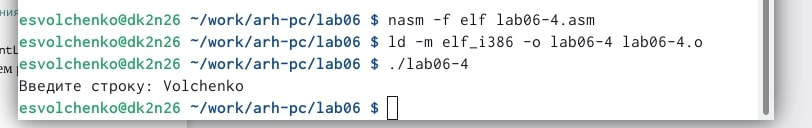 esvolchenko@dk2n26 ~/work/arh-pc/lab06 $ nasm -f elf lab06-4.asm
esvolchenko@dk2n26 ~/work/arh-pc/lab06 $ ld -m elf_i386 -o lab06-4 lab06-4.o
esvolchenko@dk2n26 ~/work/arh-pc/lab06 $ ./lab06-4
Введите строку: Volchenko
esvolchenko@dk2n26 ~/work/arh-pc/lab06 $